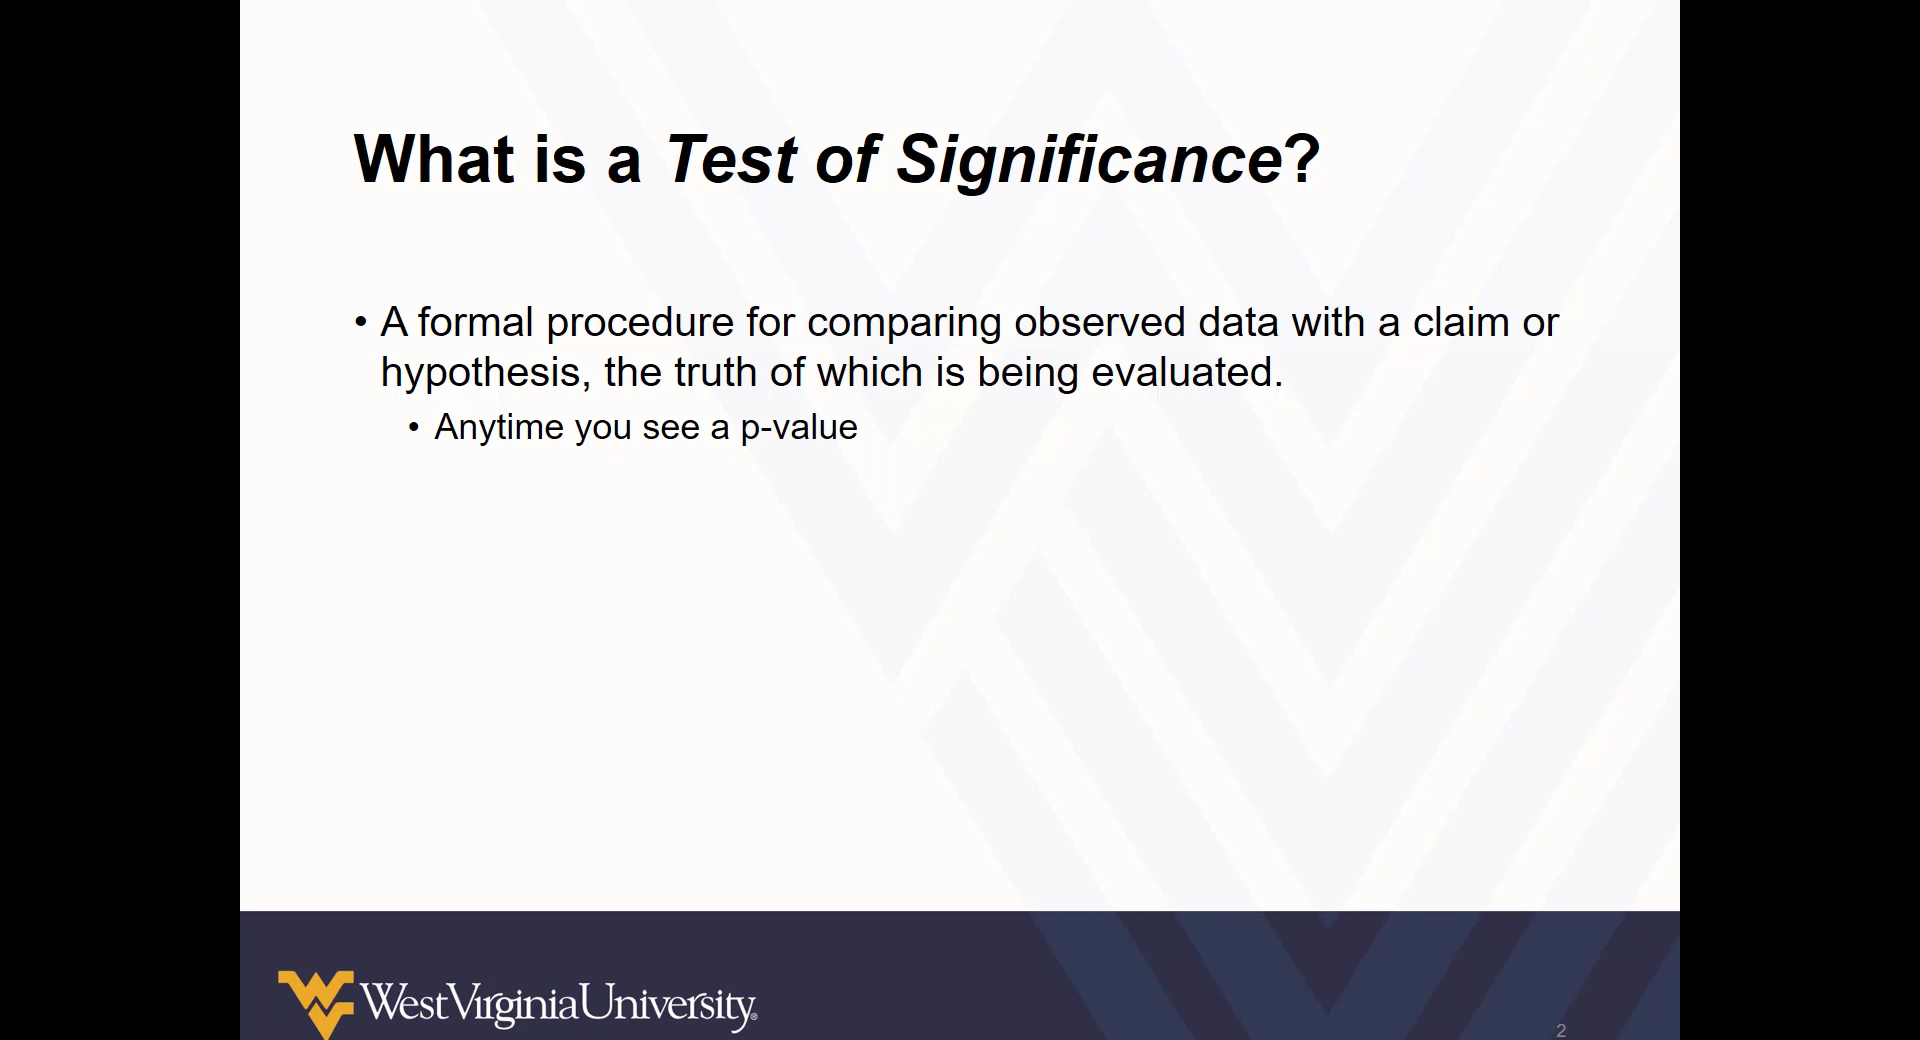 What is a Test of Significance?
• A formal procedure for comparing observed data with a claim or
hypothesis, the truth of which is being evaluated.
• Anytime you see a p-value
WestVirginiaUniversity®
2